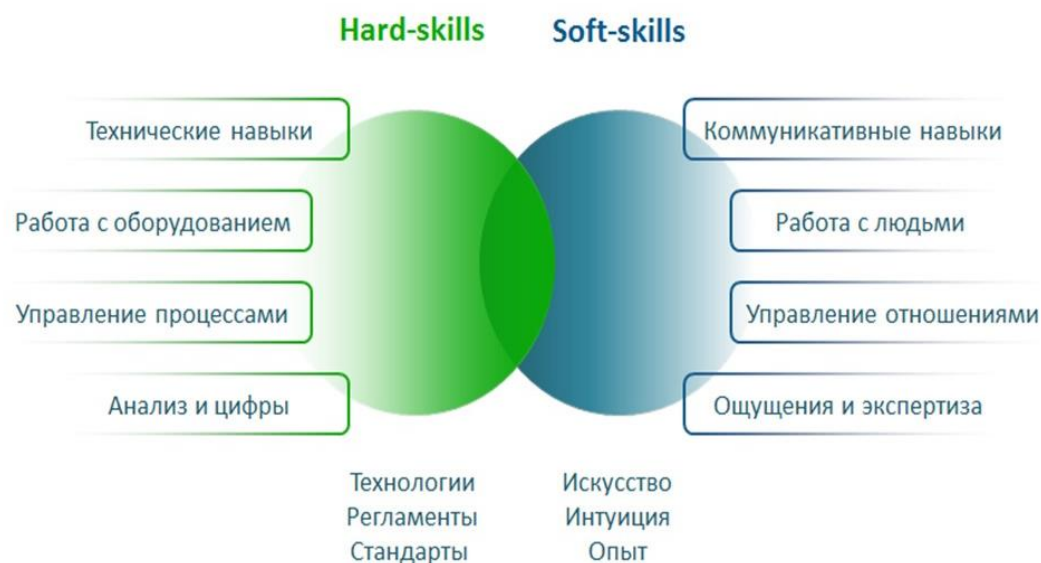 Hard-skills
Soft-skills
Технические навыки
Коммуникативные навыки
Работа с оборудованием
Работа с людьми
Управление процессами
Управление отношениями
Анализ и цифры
Ощущения и экспертиза
Технологии
Регламенты
Стандарты
Искусство
Интуиция
Опыт